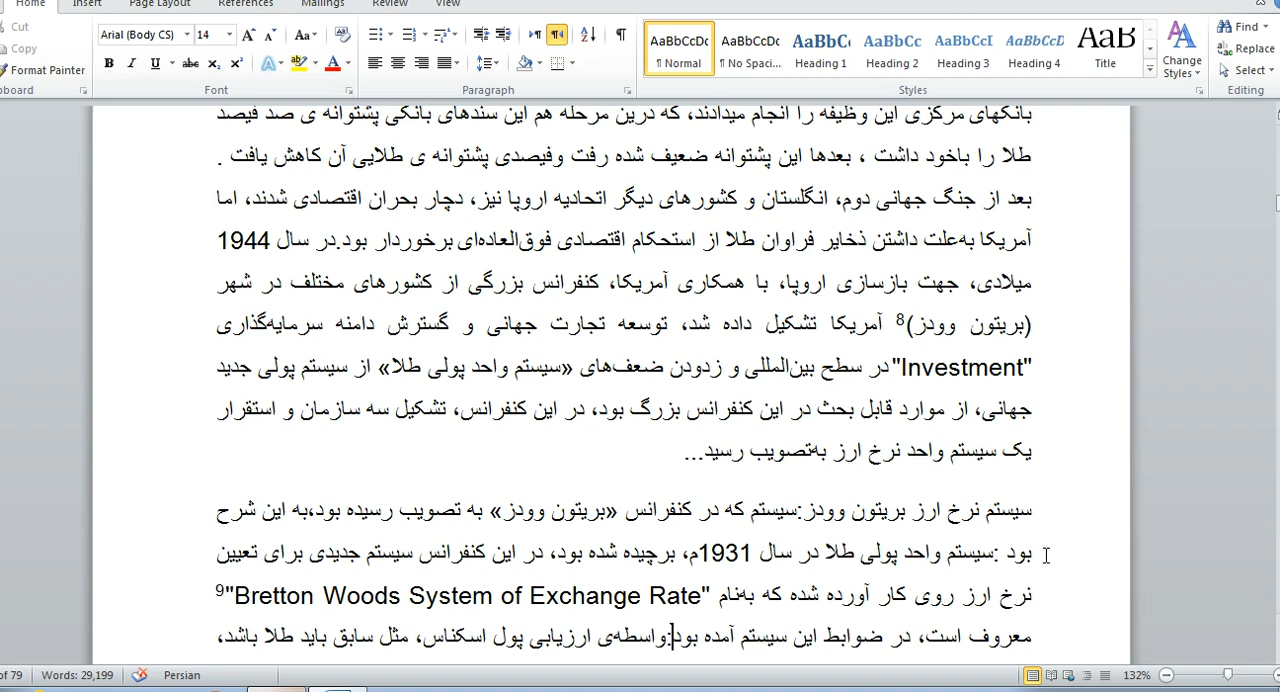 Home Insert Page Layout References Mailings Review View
Cut
Copy
Format Painter
Arial (Body CS) 14
AaBbCcDc AaBbCcDc AaBbC AaBbCc AaBbCcI AaBbCcD AaB
¶ Normal ¶ No Spaci... Heading 1 Heading 2 Heading 3 Heading 4 Title
Change Styles
Find
Replace
Select
board Font Paragraph Styles Editing
بانکهای مرکزی این وظیفه را انجام میدادند، که درین مرحله هم این سندهای بانکی پشتوانه ی صد فیصد
طلا را باخود داشت ، بعدها این پشتوانه ضعیف شده رفت وفیصدی پشتوانه ی طلایی آن کاهش یافت .
بعد از جنگ جهانی دوم، انگلستان و کشورهای دیگر اتحادیه اروپا نیز، دچار بحران اقتصادی شدند، اما
آمریکا به‌علت داشتن ذخایر فراوان طلا از استحکام اقتصادی فوق‌العاده‌ای برخوردار بود.در سال 1944
میلادی، جهت بازسازی اروپا، با همکاری آمریکا، کنفرانس بزرگی از کشورهای مختلف در شهر
(بریتون وودز)8 آمریکا تشکیل داده شد، توسعه تجارت جهانی و گسترش دامنه سرمایه‌گذاری
"Investment" در سطح بین‌المللی و زدودن ضعف‌های «سیستم واحد پولی طلا» از سیستم پولی جدید
جهانی، از موارد قابل بحث در این کنفرانس بزرگ بود، در این کنفرانس، تشکیل سه سازمان و استقرار
یک سیستم واحد نرخ ارز به‌تصویب رسید...
سیستم نرخ ارز بریتون وودز:سیستم که در کنفرانس «بریتون وودز» به تصویب رسیده بود،به این شرح
بود :سیستم واحد پولی طلا در سال 1931م، برچیده شده بود، در این کنفرانس سیستم جدیدی برای تعیین
نرخ ارز روی کار آورده شده که به‌نام "Bretton Woods System of Exchange Rate"9
معروف است، در ضوابط این سیستم آمده بود:واسطه‌ی ارزیابی پول اسکناس، مثل سابق باید طلا باشد،
of 79 Words: 29,199 Persian 132%